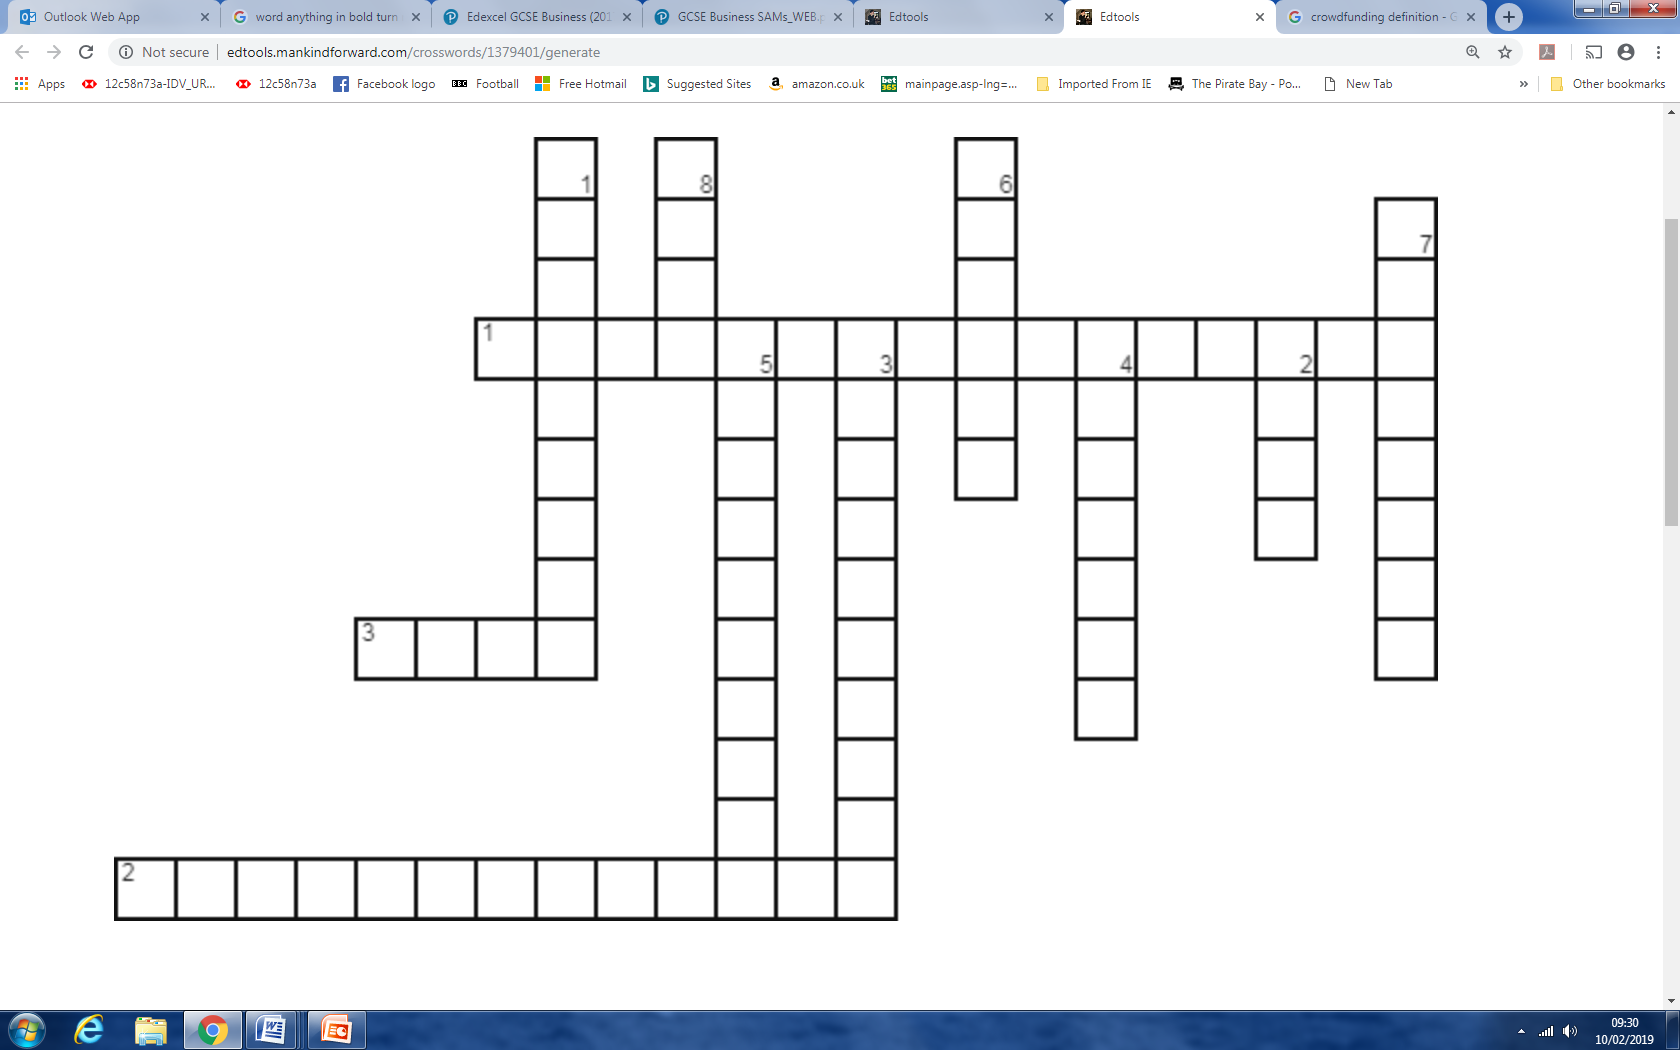 Outlook Web App
word anything in bold turn
Edexcel GCSE Business (201
GCSE Business SAMs_WEB.p
Edtools
Edtools
crowdfunding definition - G
Not secure
edtools.mankindforward.com/crosswords/1379401/generate
Apps
12c58n73a-IDV_UR...
12c58n73a
Facebook logo
BBC
Football
Free Hotmail
Suggested Sites
amazon.co.uk
bet365
mainpage.asp-lng=...
Imported From IE
The Pirate Bay - Po...
New Tab
»
Other bookmarks
1
8
6
7
1
5
3
4
2
3
2
09:30
10/02/2019